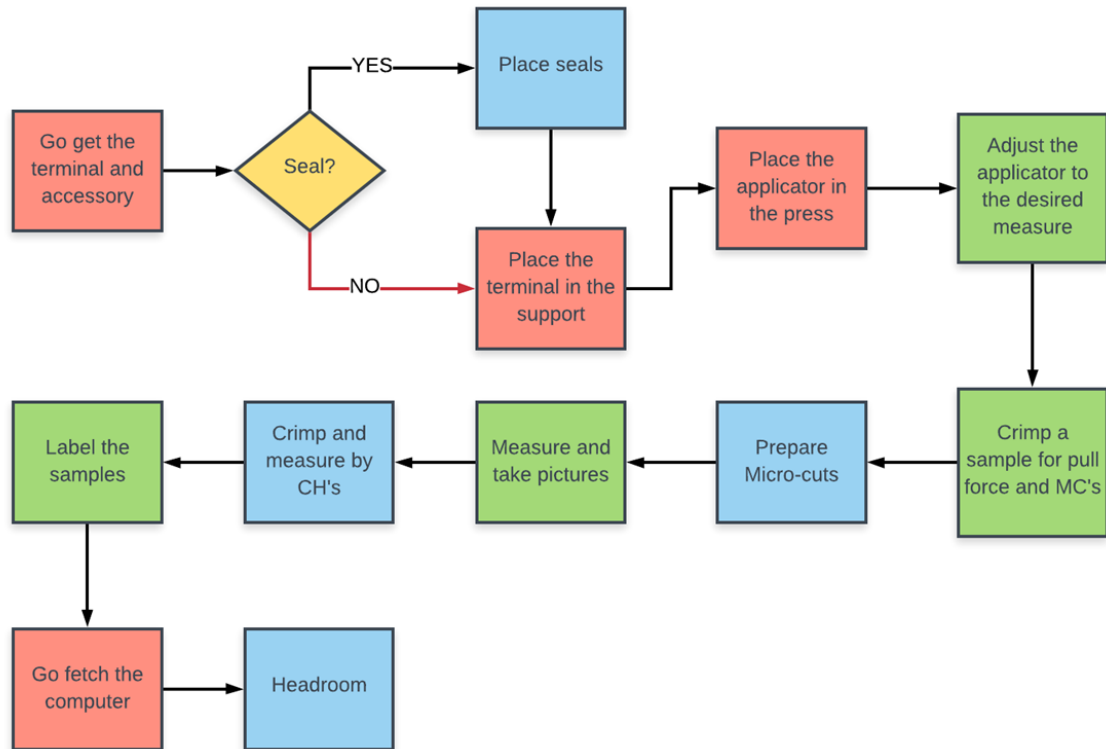 Go get the
terminal and
accessory
Seal?
YES
NO
Place seals
Place the
terminal in the
support
Place the
applicator in
the press
Adjust the
applicator to
the desired
measure
Crimp a
sample for pull
force and MC's
Prepare
Micro-cuts
Measure and
take pictures
Crimp and
measure by
CH's
Label the
samples
Go fetch the
computer
Headroom